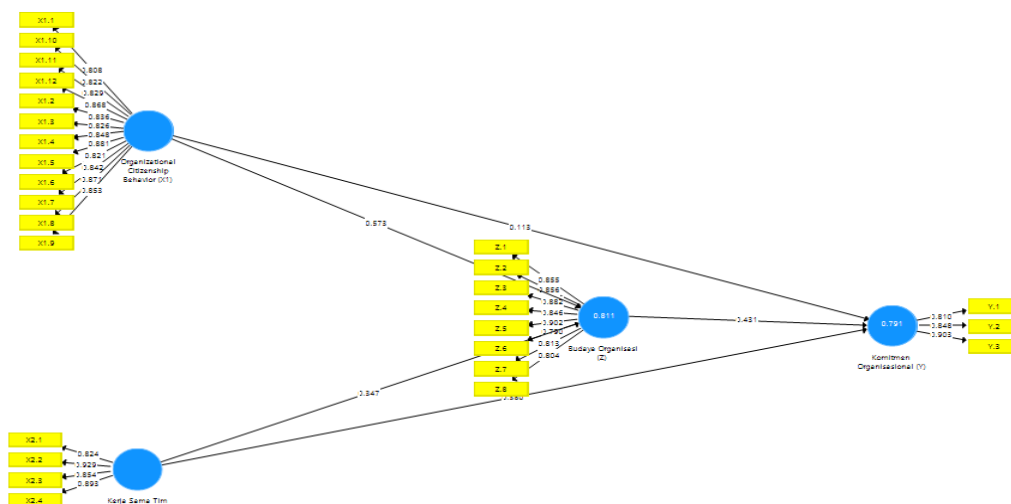 X1.1
X1.10
X1.11
X1.12
X1.2
X1.3
X1.4
X1.5
X1.6
X1.7
X1.8
X1.9
0.808
0.822
0.829
0.868
0.836
0.826
0.848
0.881
0.821
0.842
0.871
0.853
Organizational
Citizenship
Behavior (X1)
0.113
0.573
Z.1
Z.2
Z.3
Z.4
Z.5
Z.6
Z.7
Z.8
0.855
0.856
0.882
0.846
0.902
0.790
0.813
0.804
0.811
Budaya Organisasi
(Z)
0.431
0.791
Komitmen
Organisasional (Y)
0.810
0.848
0.903
Y.1
Y.2
Y.3
0.347
X2.1
X2.2
X2.3
X2.4
0.824
0.929
0.854
0.893
Kerja Sama Tim